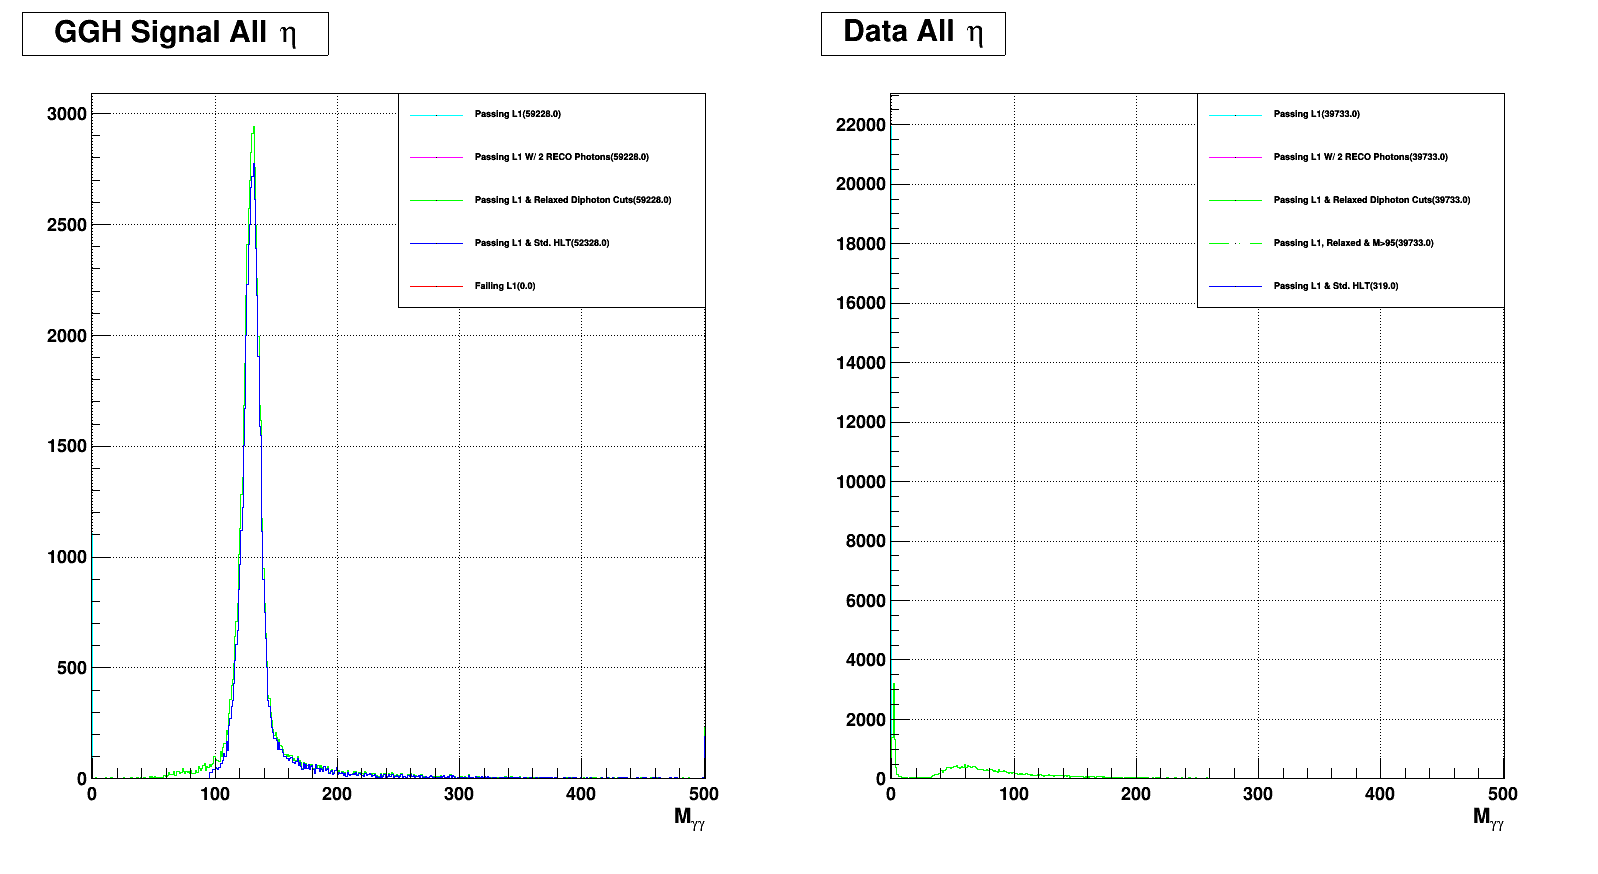 GGH Signal All η
3000
2500
2000
1500
1000
500
0
0 100 200 300 400 500
Mγγ
Passing L1(59228.0)
Passing L1 W/ 2 RECO Photons(59228.0)
Passing L1 & Relaxed Diphoton Cuts(59228.0)
Passing L1 & Std. HLT(52328.0)
Failing L1(0.0)
Data All η
22000
20000
18000
16000
14000
12000
10000
8000
6000
4000
2000
0
0 100 200 300 400 500
Mγγ
Passing L1(39733.0)
Passing L1 W/ 2 RECO Photons(39733.0)
Passing L1 & Relaxed Diphoton Cuts(39733.0)
Passing L1, Relaxed & M>95(39733.0)
Passing L1 & Std. HLT(319.0)